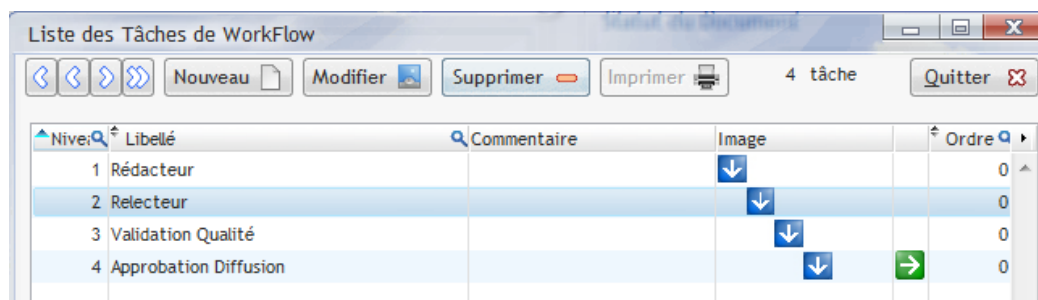 Liste des Tâches de WorkFlow
Nouveau Modifier Supprimer Imprimer 4 tâche Quitter
Libellé Commentaire Image Ordre
1 Rédacteur 0
2 Relecteur 0
3 Validation Qualité 0
4 Approbation Diffusion 0